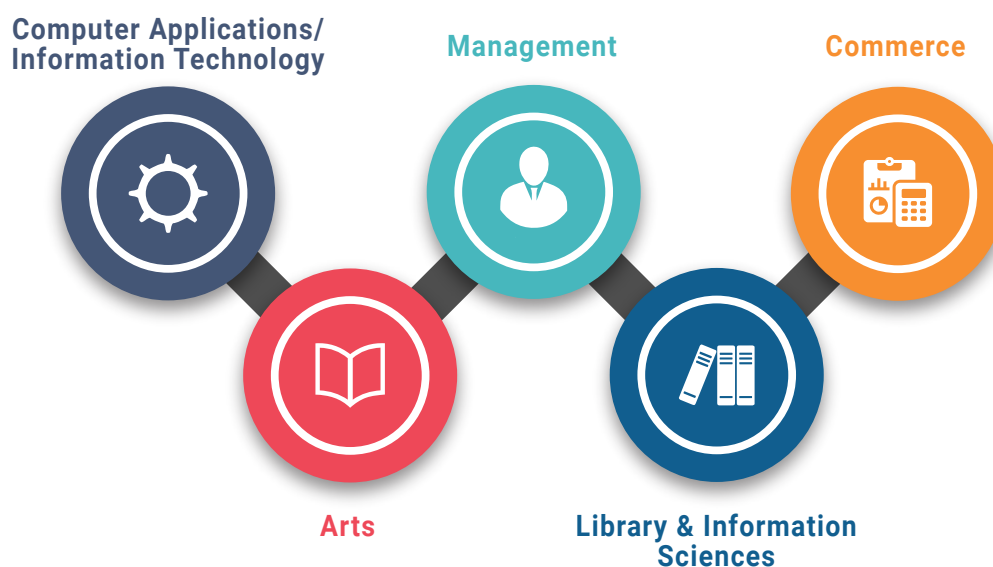 Computer Applications/
Information Technology
Management
Commerce
Arts
Library & Information
Sciences